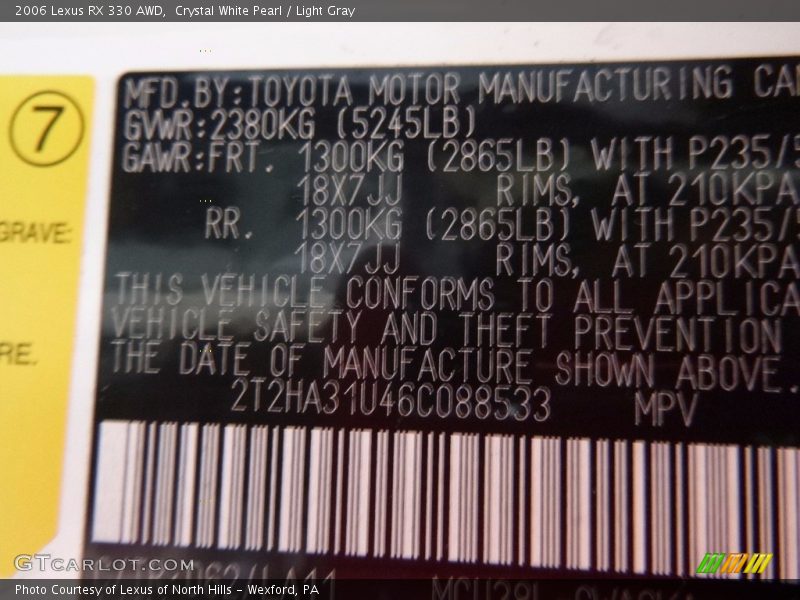 2006 Lexus RX 330 AWD, Crystal White Pearl / Light Gray
7
GRAVE:
RE.
MFD.BY:TOYOTA MOTOR MANUFACTURING CA
GVWR:2380KG (5245LB)
GAWR:FRT. 1300KG (2865LB) WITH P235/5
18X7JJ RIMS, AT 210KPA
RR. 1300KG (2865LB) WITH P235/5
18X7JJ RIMS, AT 210KPA
THIS VEHICLE CONFORMS TO ALL APPLICA
VEHICLE SAFETY AND THEFT PREVENTION
THE DATE OF MANUFACTURE SHOWN ABOVE.
2T2HA31U46C088533 MPV
GTCARLOT.COM
Photo Courtesy of Lexus of North Hills – Wexford, PA